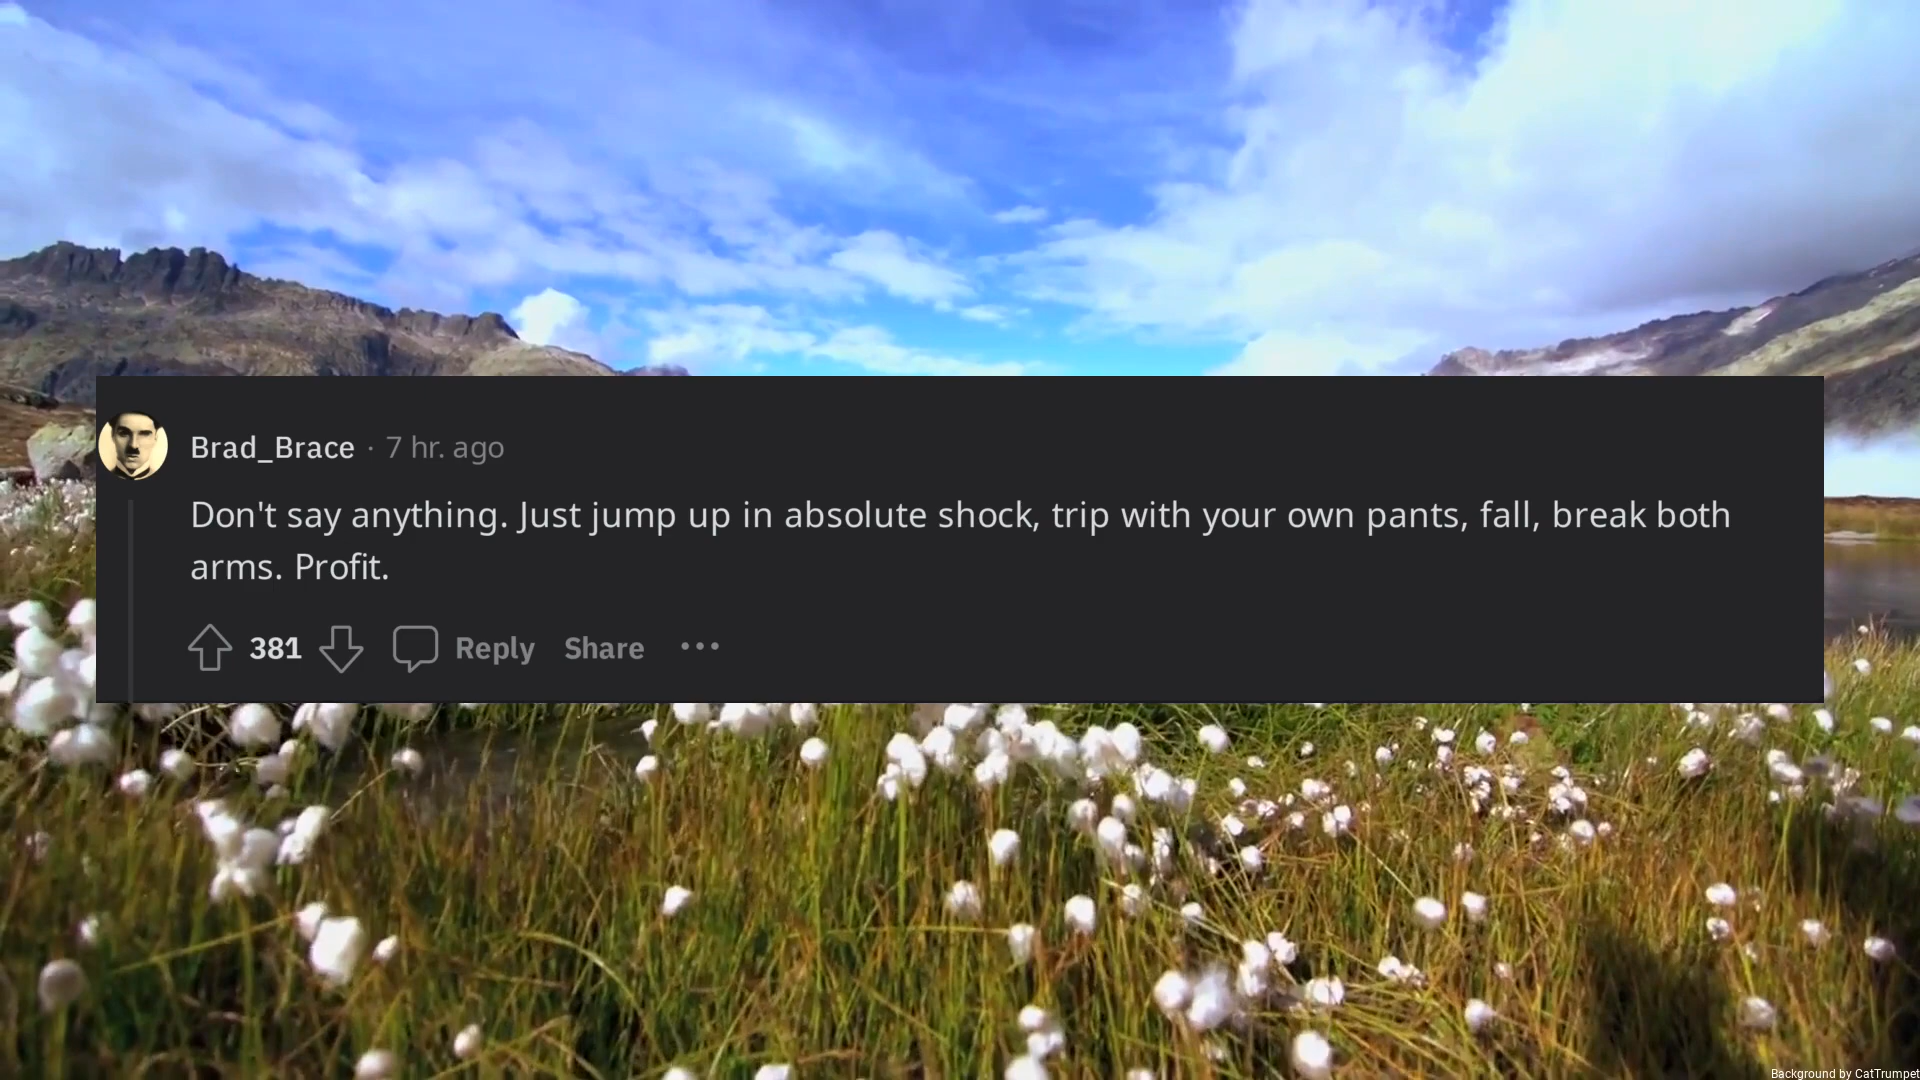 Brad_Brace · 7 hr. ago
Don't say anything. Just jump up in absolute shock, trip with your own pants, fall, break both
arms. Profit.
381 Reply Share ...
Background by CatTrumpet